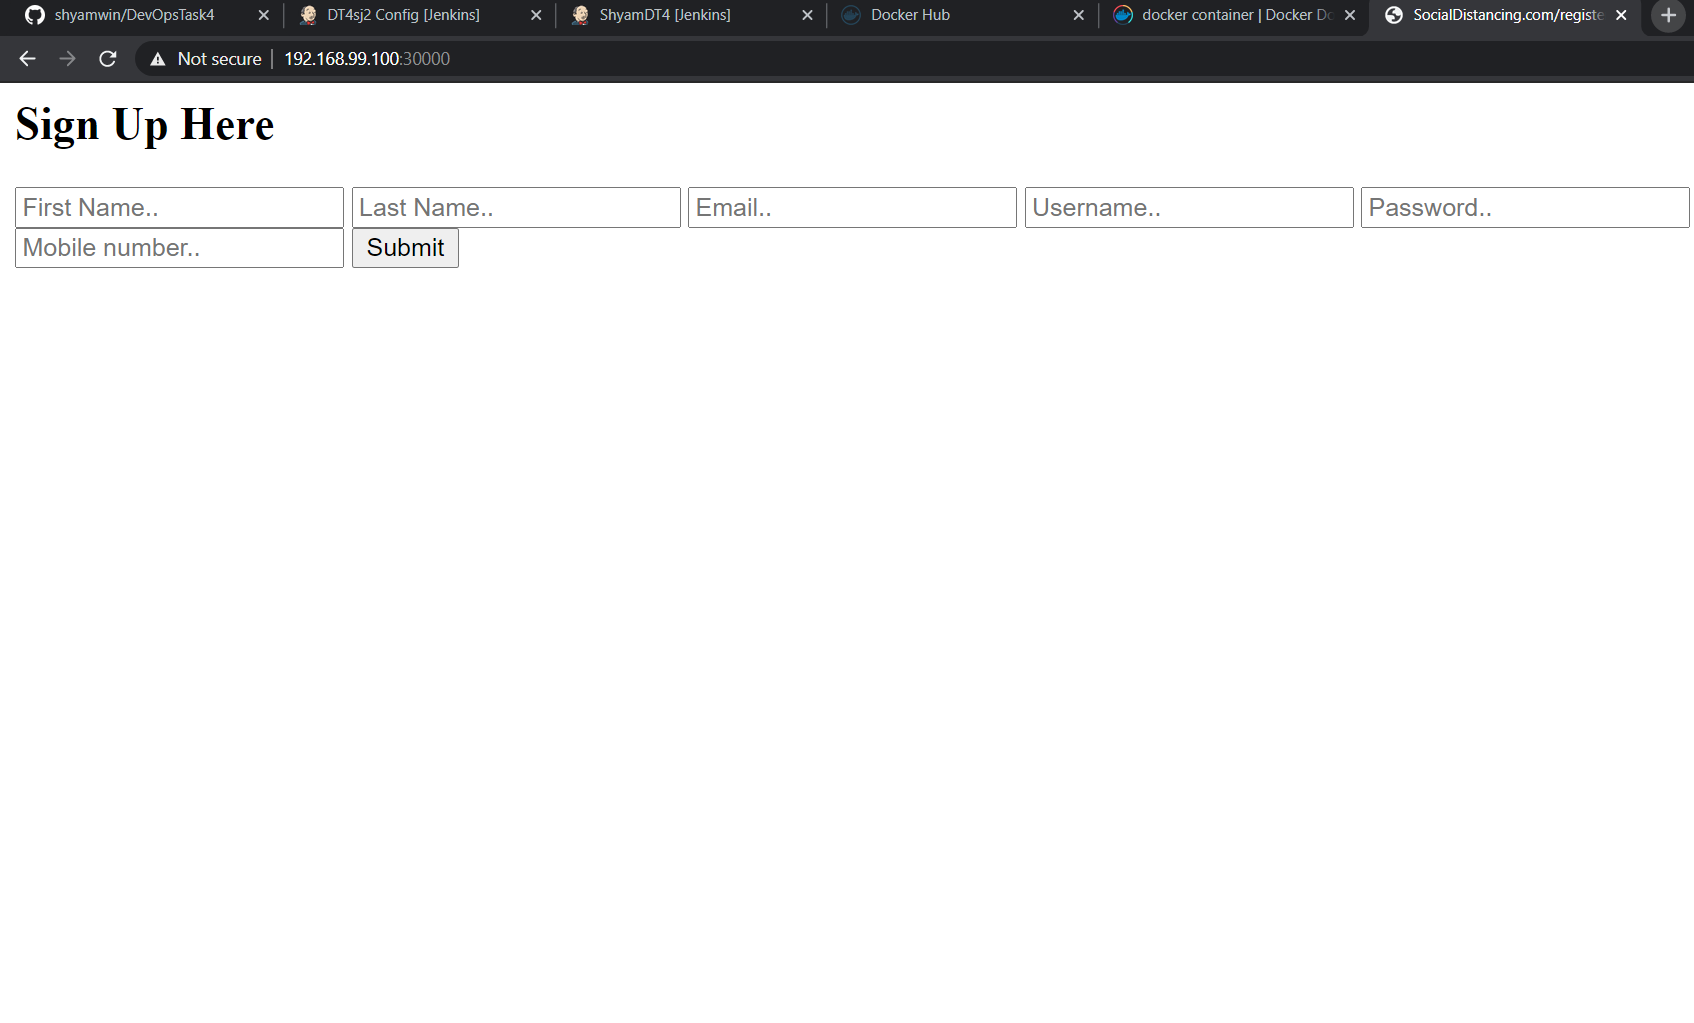 shyamwin/DevOpsTask4
DT4sj2 Config [Jenkins]
ShyamDT4 [Jenkins]
Docker Hub
docker container | Docker Do
SocialDistancing.com/registe
Not secure | 192.168.99.100:30000
Sign Up Here
First Name.. Last Name.. Email.. Username.. Password..
Mobile number.. Submit